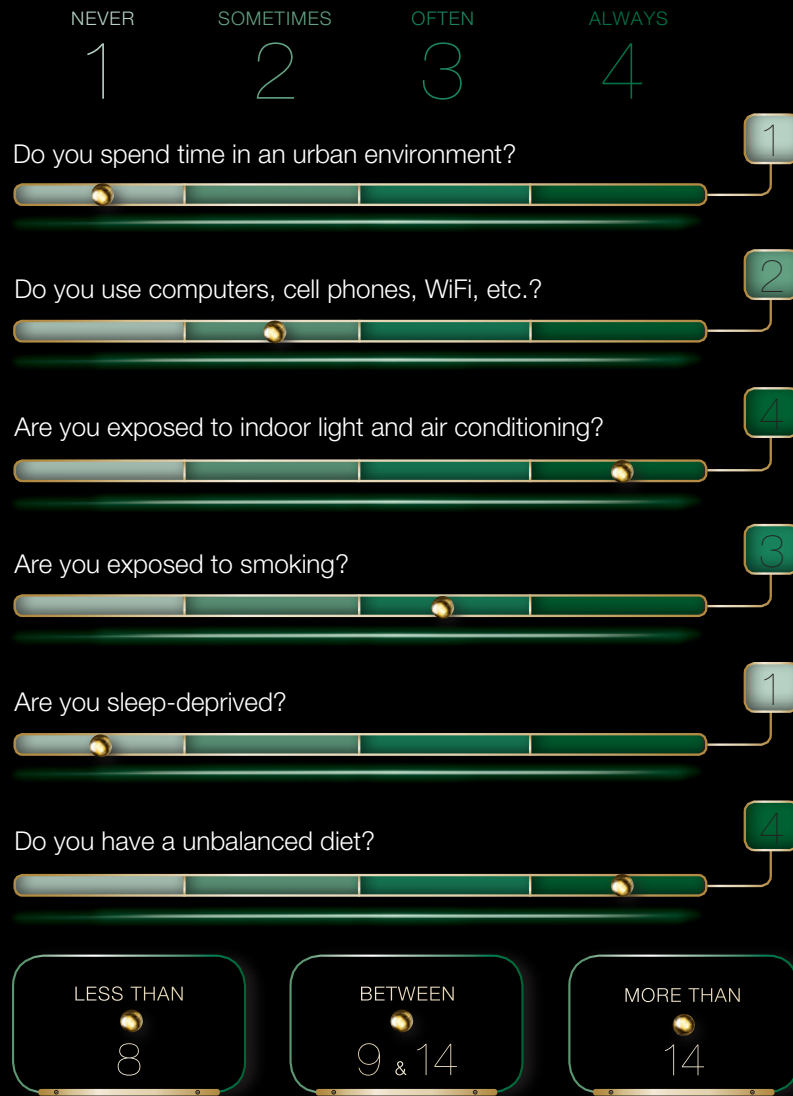 NEVER SOMETIMES OFTEN ALWAYS
1 2 3 4
1
Do you spend time in an urban environment?
2
Do you use computers, cell phones, WiFi, etc.?
4
Are you exposed to indoor light and air conditioning?
3
Are you exposed to smoking?
1
Are you sleep-deprived?
4
Do you have a unbalanced diet?
LESS THAN BETWEEN MORE THAN
8 9 & 14 14